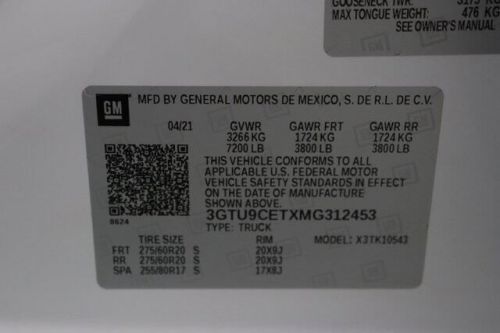 GOOSENECK TWR: 3175 KG
MAX TONGUE WEIGHT: 476 KG
SEE OWNER'S MANUAL
GM
MFD BY GENERAL MOTORS DE MEXICO, S. DE R.L. DE C.V.
04/21 GVWR GAWR FRT GAWR RR
3266 KG 1724 KG 1724 KG
7200 LB 3800 LB 3800 LB
THIS VEHICLE CONFORMS TO ALL
APPLICABLE U.S. FEDERAL MOTOR
VEHICLE SAFETY STANDARDS IN EFFECT
ON THE DATE OF MANUFACTURE
SHOWN ABOVE.
3GTU9CETXMG312453
8624 TYPE: TRUCK
TIRE SIZE RIM MODEL: X3TK10543
FRT 275/60R20 S 20X9J
RR 275/60R20 S 20X9J
SPA 255/80R17 S 17X8J